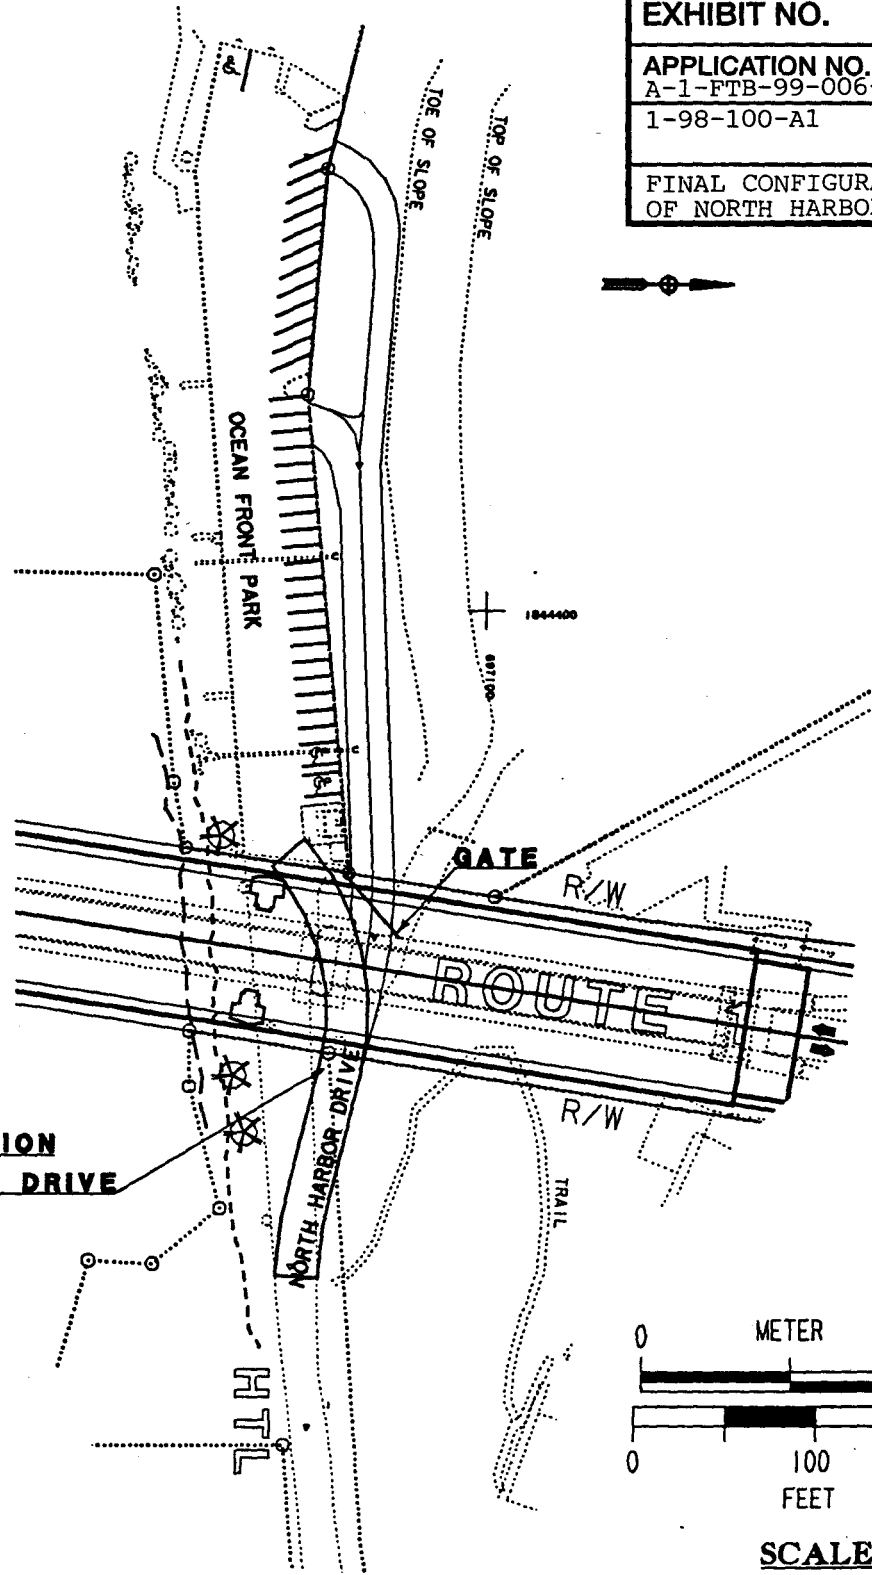 EXHIBIT NO.
APPLICATION NO.
A-1-FTB-99-006-
1-98-100-A1
FINAL CONFIGURA
OF NORTH HARBO
TOE OF SLOPE
TOP OF SLOPE
OCEAN FRONT PARK
1844400
GATE
R/W
ROUTE 1
R/W
NORTH HARBOR DRIVE
ION
DRIVE
TRAIL
HTL
0
METER
0
100
FEET
SCALE